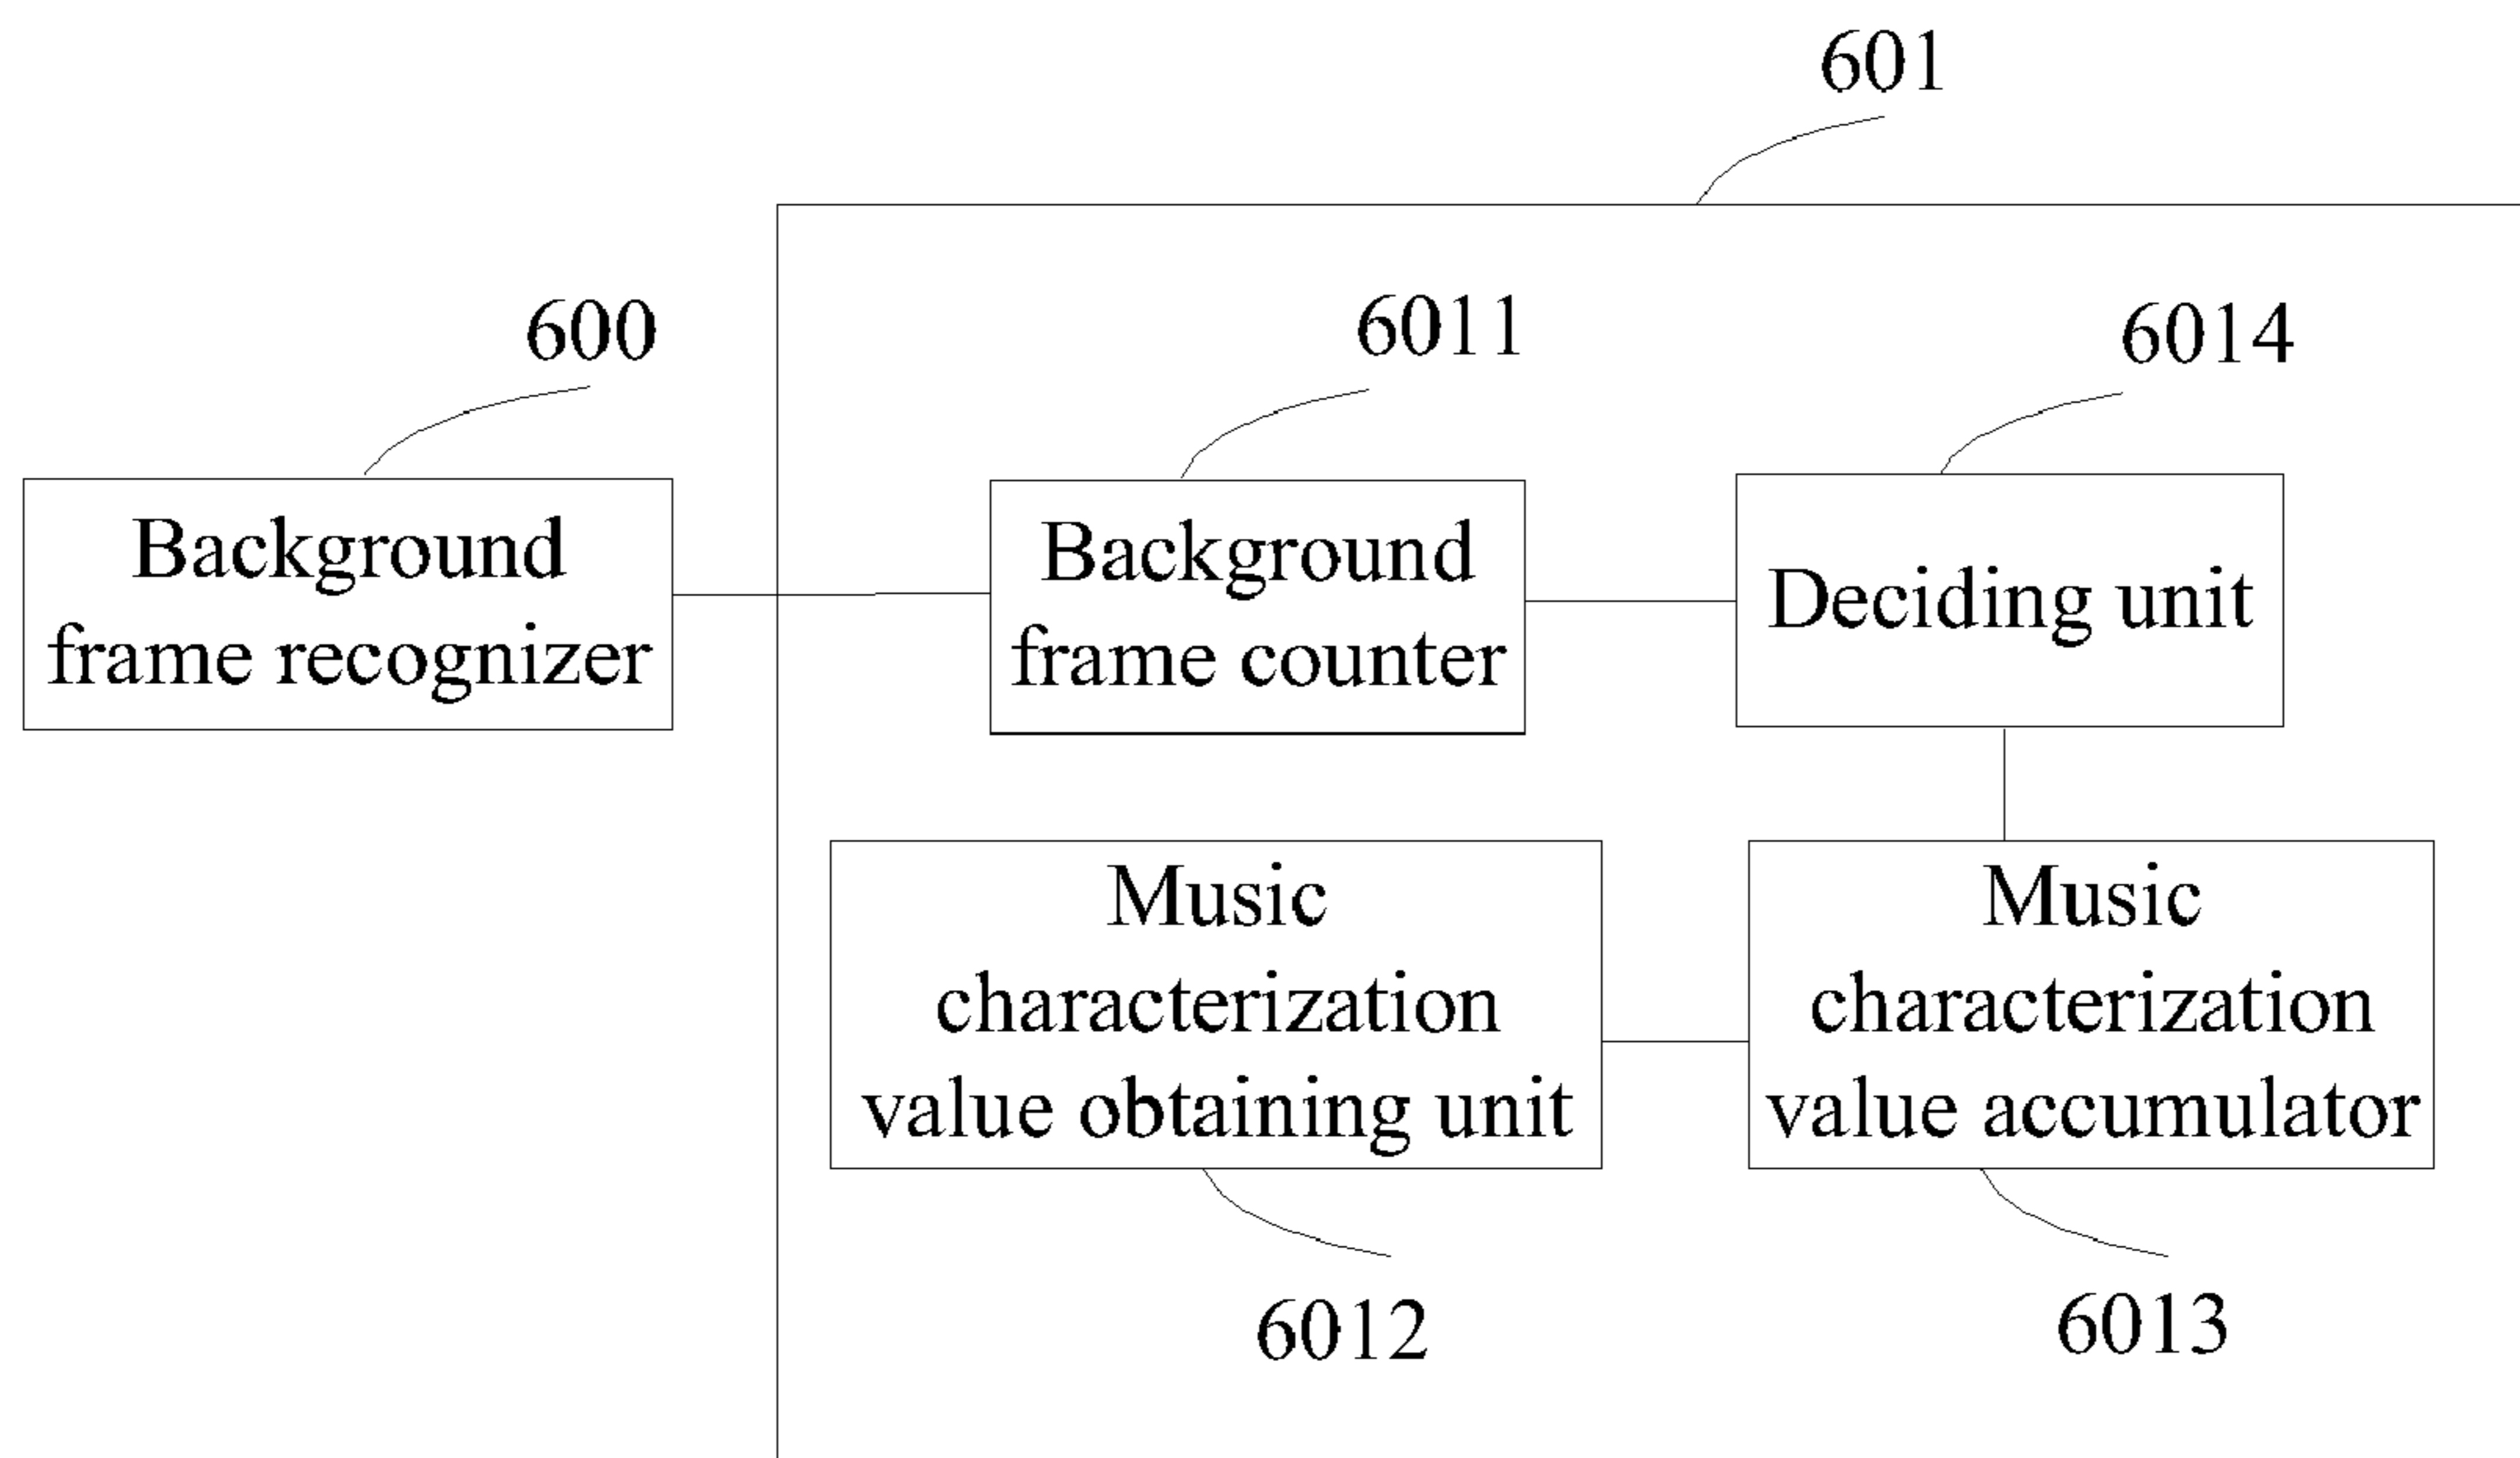 601
600
6011
6014
Background
frame recognizer
Background
frame counter
Deciding unit
Music
characterization
value obtaining unit
Music
characterization
value accumulator
6012
6013